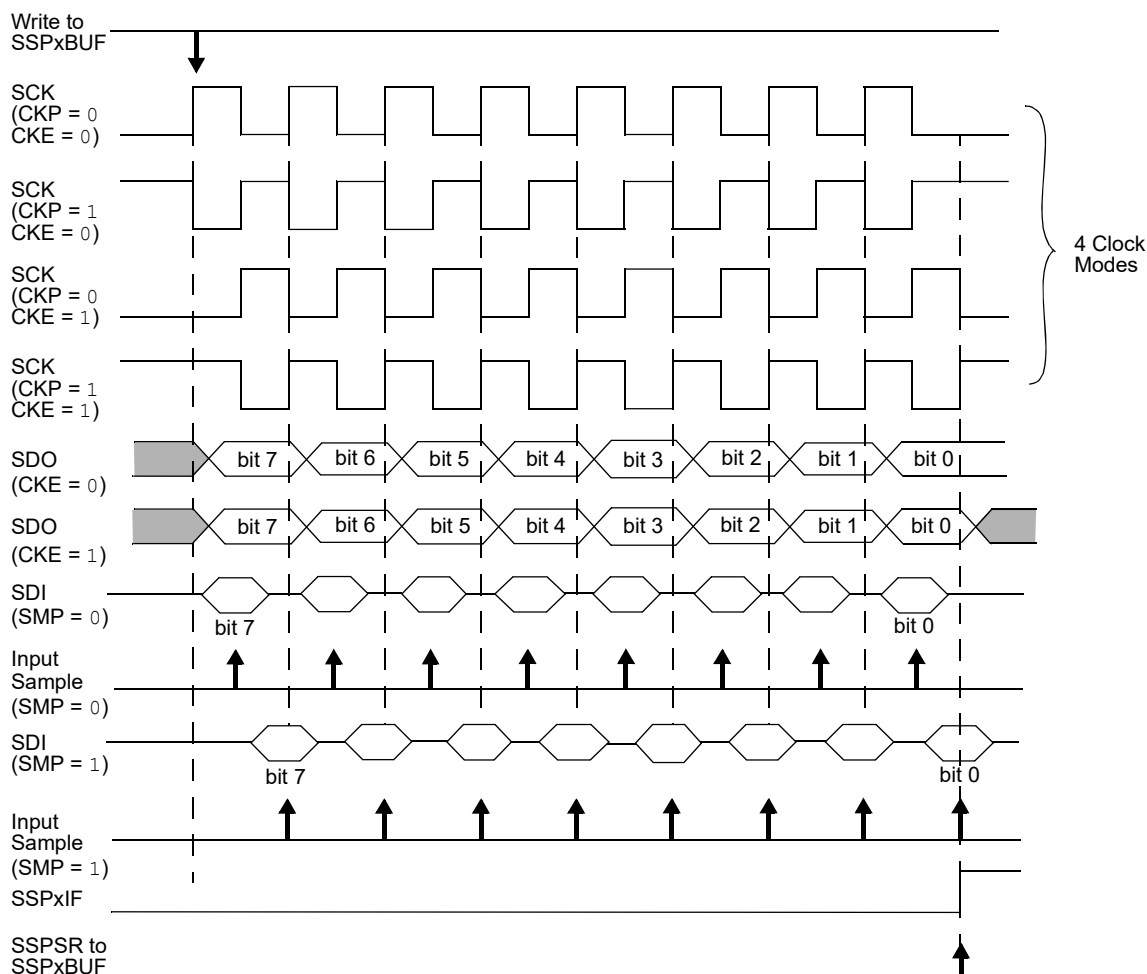 Write to
SSPxBUF
SCK
(CKP = 0
CKE = 0)
SCK
(CKP = 1
CKE = 0)
4 Clock
Modes
SCK
(CKP = 0
CKE = 1)
SCK
(CKP = 1
CKE = 1)
SDO
(CKE = 0)
bit 7 bit 6 bit 5 bit 4 bit 3 bit 2 bit 1 bit 0
SDO
(CKE = 1)
bit 7 bit 6 bit 5 bit 4 bit 3 bit 2 bit 1 bit 0
SDI
(SMP = 0)
bit 7 bit 0
Input
Sample
(SMP = 0)
SDI
(SMP = 1)
bit 7 bit 0
Input
Sample
(SMP = 1)
SSPxIF
SSPSR to
SSPxBUF